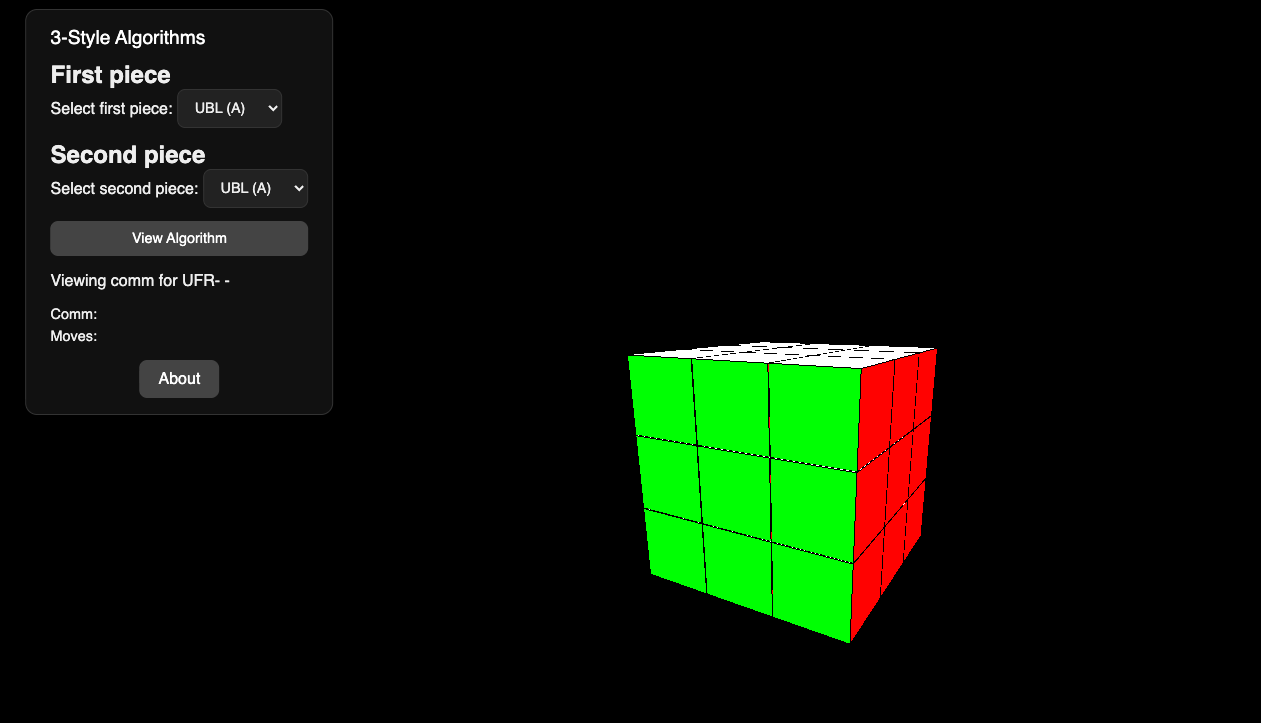 3-Style Algorithms
First piece
Select first piece: UBL (A)
Second piece
Select second piece: UBL (A)
View Algorithm
Viewing comm for UFR- -
Comm:
Moves:
About